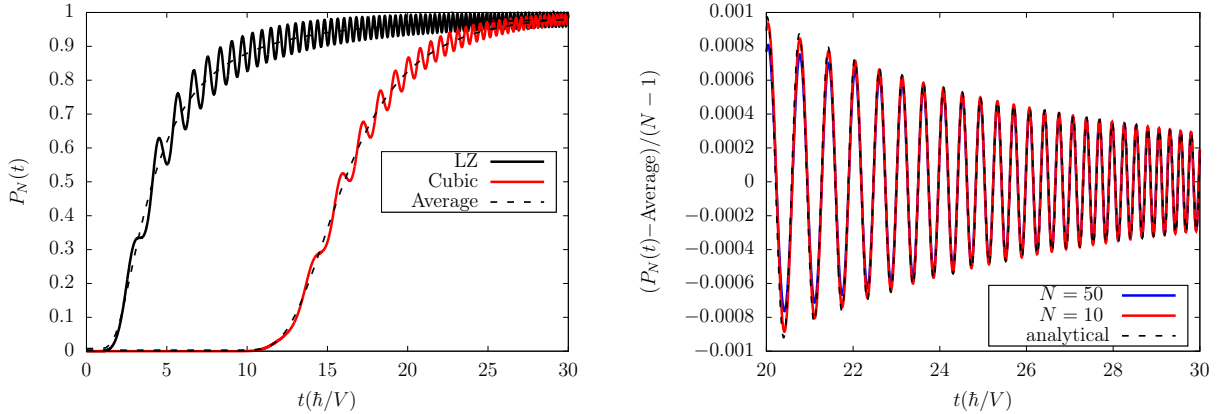 1
0.9
0.8
0.7
0.6
0.5
0.4
0.3
0.2
0.1
0
P_N(t)
LZ
Cubic
Average
0 5 10 15 20 25 30
t(ℏ/V)
0.001
0.0008
0.0006
0.0004
0.0002
0
−0.0002
−0.0004
−0.0006
−0.0008
−0.001
(P_N(t)−Average)/(N − 1)
N = 50
N = 10
analytical
20 22 24 26 28 30
t(ℏ/V)